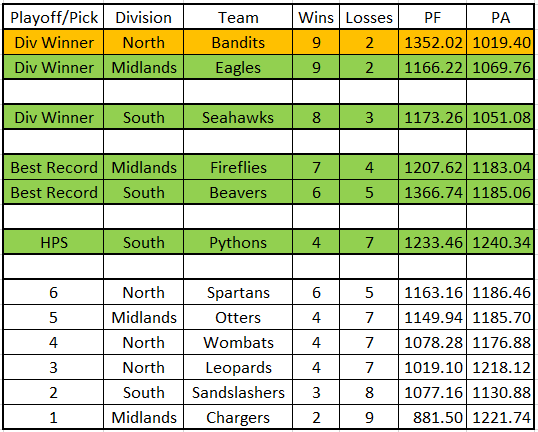 Playoff/Pick Division Team Wins Losses PF PA
Div Winner North Bandits 9 2 1352.02 1019.40
Div Winner Midlands Eagles 9 2 1166.22 1069.76
Div Winner South Seahawks 8 3 1173.26 1051.08
Best Record Midlands Fireflies 7 4 1207.62 1183.04
Best Record South Beavers 6 5 1366.74 1185.06
HPS South Pythons 4 7 1233.46 1240.34
6 North Spartans 6 5 1163.16 1186.46
5 Midlands Otters 4 7 1149.94 1185.70
4 North Wombats 4 7 1078.28 1176.88
3 North Leopards 4 7 1019.10 1218.12
2 South Sandslashers 3 8 1077.16 1130.88
1 Midlands Chargers 2 9 881.50 1221.74